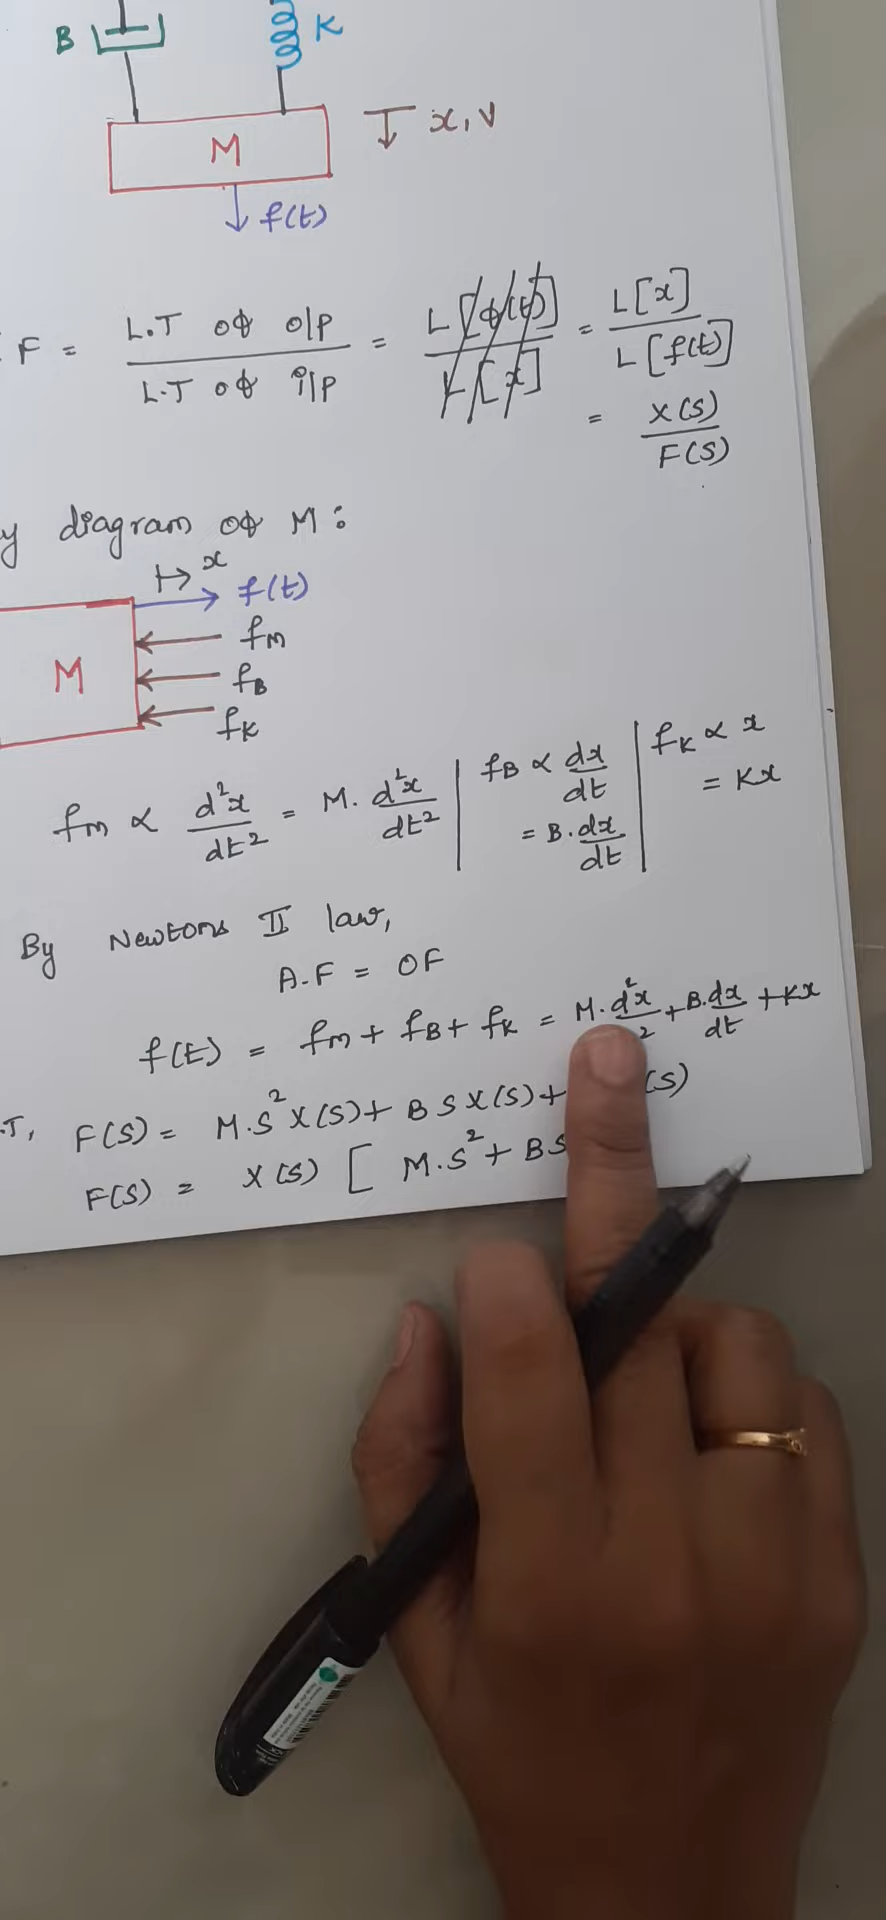 B K
M x, v
f(t)
F = L.T of o/p / L.T of i/p = L[f(t)] / L[x] = L[x] / L[f(t)]
= X(S) / F(S)
y diagram of M:
x
f(t)
fm
M fB
fK
fm ∝ d²x/dt² = M. d²x/dt² | fB ∝ dx/dt | fK ∝ x
= B. dx/dt | = Kx
By Newtons II law,
A.F = OF
f(t) = fm + fB + fK = M. d²x/ 2 + B. dx/dt + Kx
.T, F(S) = M.S² X(S) + B S X(S) + (S)
F(S) = X(S) [ M.S² + BS